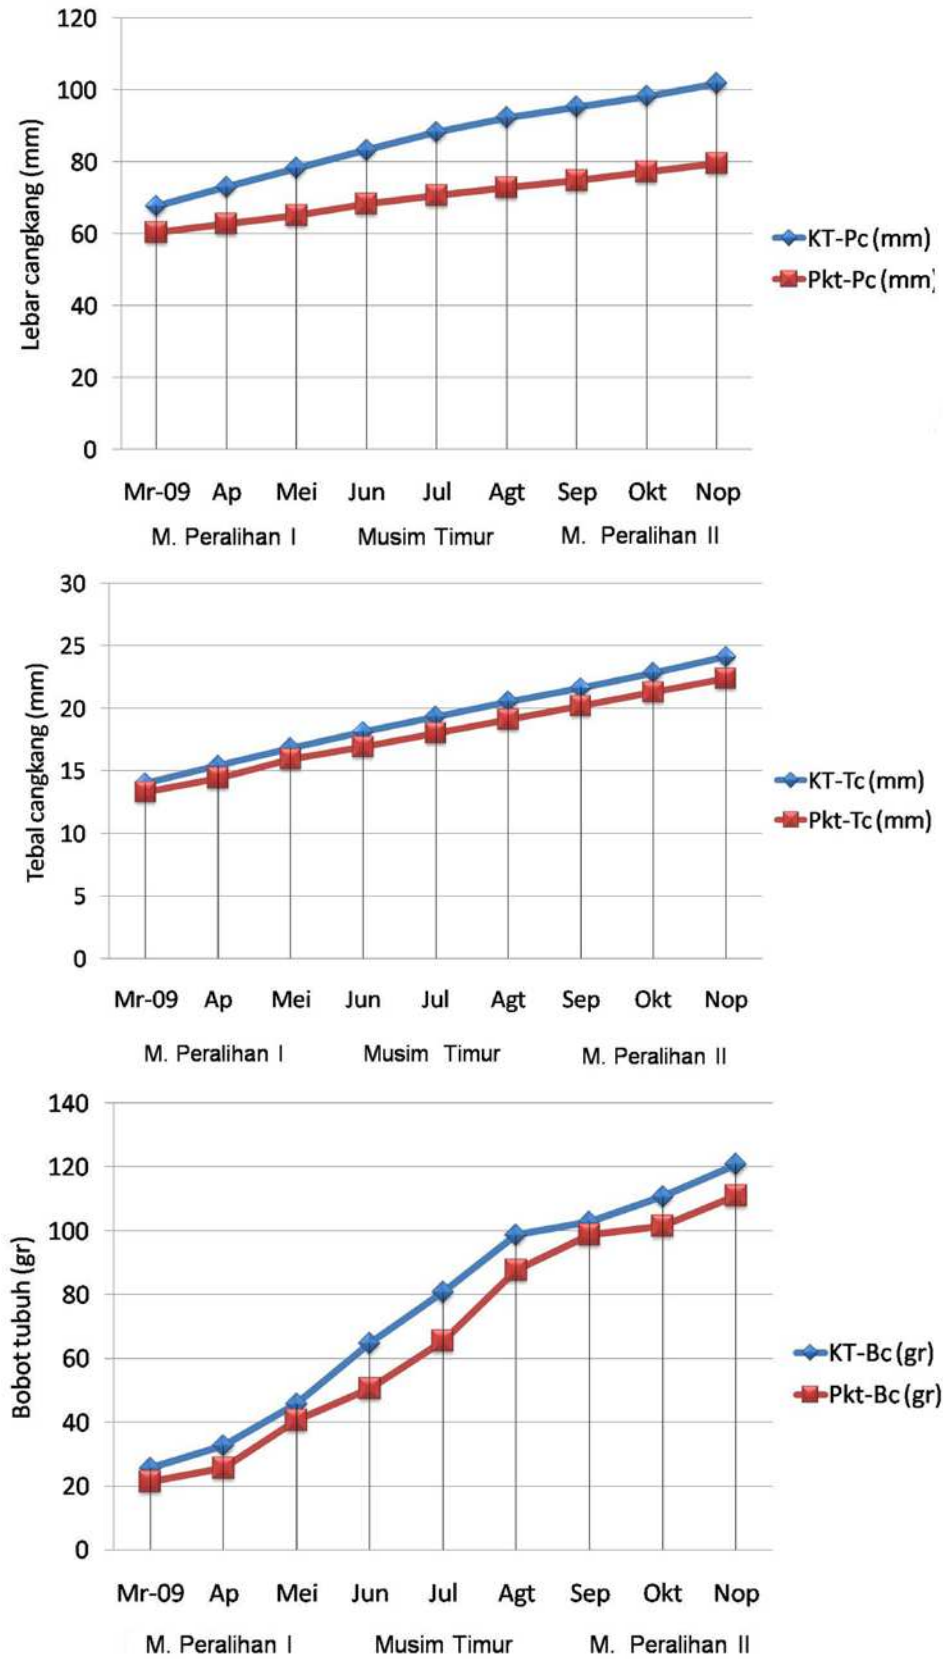 120
100
80
60
40
20
0
Lebar cangkang (mm)
KT-Pc (mm)
Pkt-Pc (mm)
Mr-09 Ap Mei Jun Jul Agt Sep Okt Nop
M. Peralihan I Musim Timur M. Peralihan II
30
25
20
15
10
5
0
Tebal cangkang (mm)
KT-Tc (mm)
Pkt-Tc (mm)
Mr-09 Ap Mei Jun Jul Agt Sep Okt Nop
M. Peralihan I Musim Timur M. Peralihan II
140
120
100
80
60
40
20
0
Bobot tubuh (gr)
KT-Bc (gr)
Pkt-Bc (gr)
Mr-09 Ap Mei Jun Jul Agt Sep Okt Nop
M. Peralihan I Musim Timur M. Peralihan II